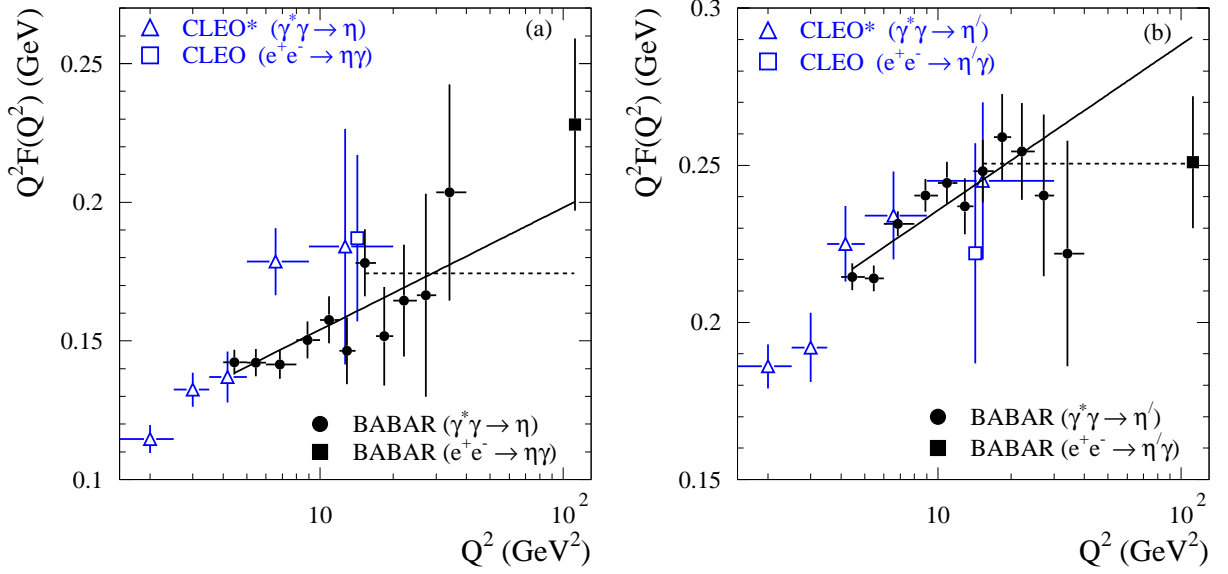 CLEO* (γ*γ → η)
(a)
CLEO (e⁺e⁻ → ηγ)
Q²F(Q²) (GeV)
0.25
0.2
0.15
0.1
BABAR (γ*γ → η)
BABAR (e⁺e⁻ → ηγ)
10
10²
Q² (GeV²)
0.3
CLEO* (γ*γ → η′)
(b)
CLEO (e⁺e⁻ → η′γ)
Q²F(Q²) (GeV)
0.25
0.2
0.15
BABAR (γ*γ → η′)
BABAR (e⁺e⁻ → η′γ)
10
10²
Q² (GeV²)